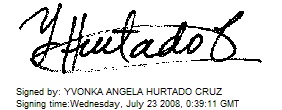 YHurtado C
Signed by: YVONKA ANGELA HURTADO CRUZ
Signing time:Wednesday, July 23 2008, 0:39:11 GMT